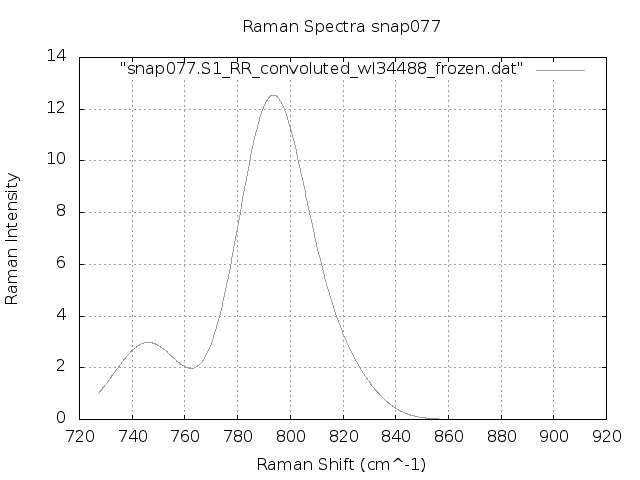 Raman Spectra snap077
"snap077.S1_RR_convoluted_wl34488_frozen.dat"
14
12
10
8
6
4
2
0
Raman Intensity
720 740 760 780 800 820 840 860 880 900 920
Raman Shift (cm^-1)